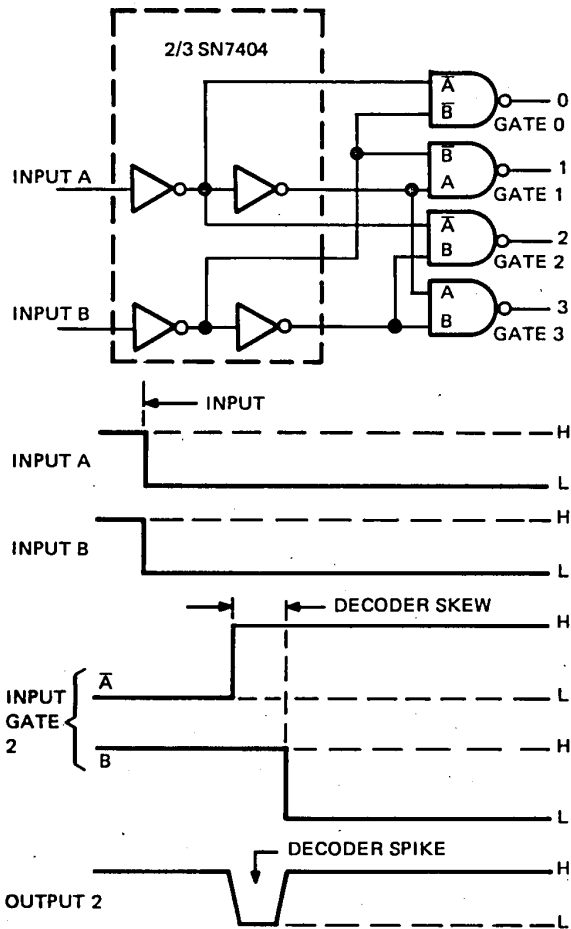 2/3 SN7404
A̅
B̅
0
GATE 0
INPUT A
B̅
A
1
GATE 1
A̅
B
2
GATE 2
INPUT B
A
B
3
GATE 3
INPUT
INPUT A
H
L
INPUT B
H
L
DECODER SKEW
H
A̅
L
INPUT
GATE
2
H
B
L
DECODER SPIKE
OUTPUT 2
H
L